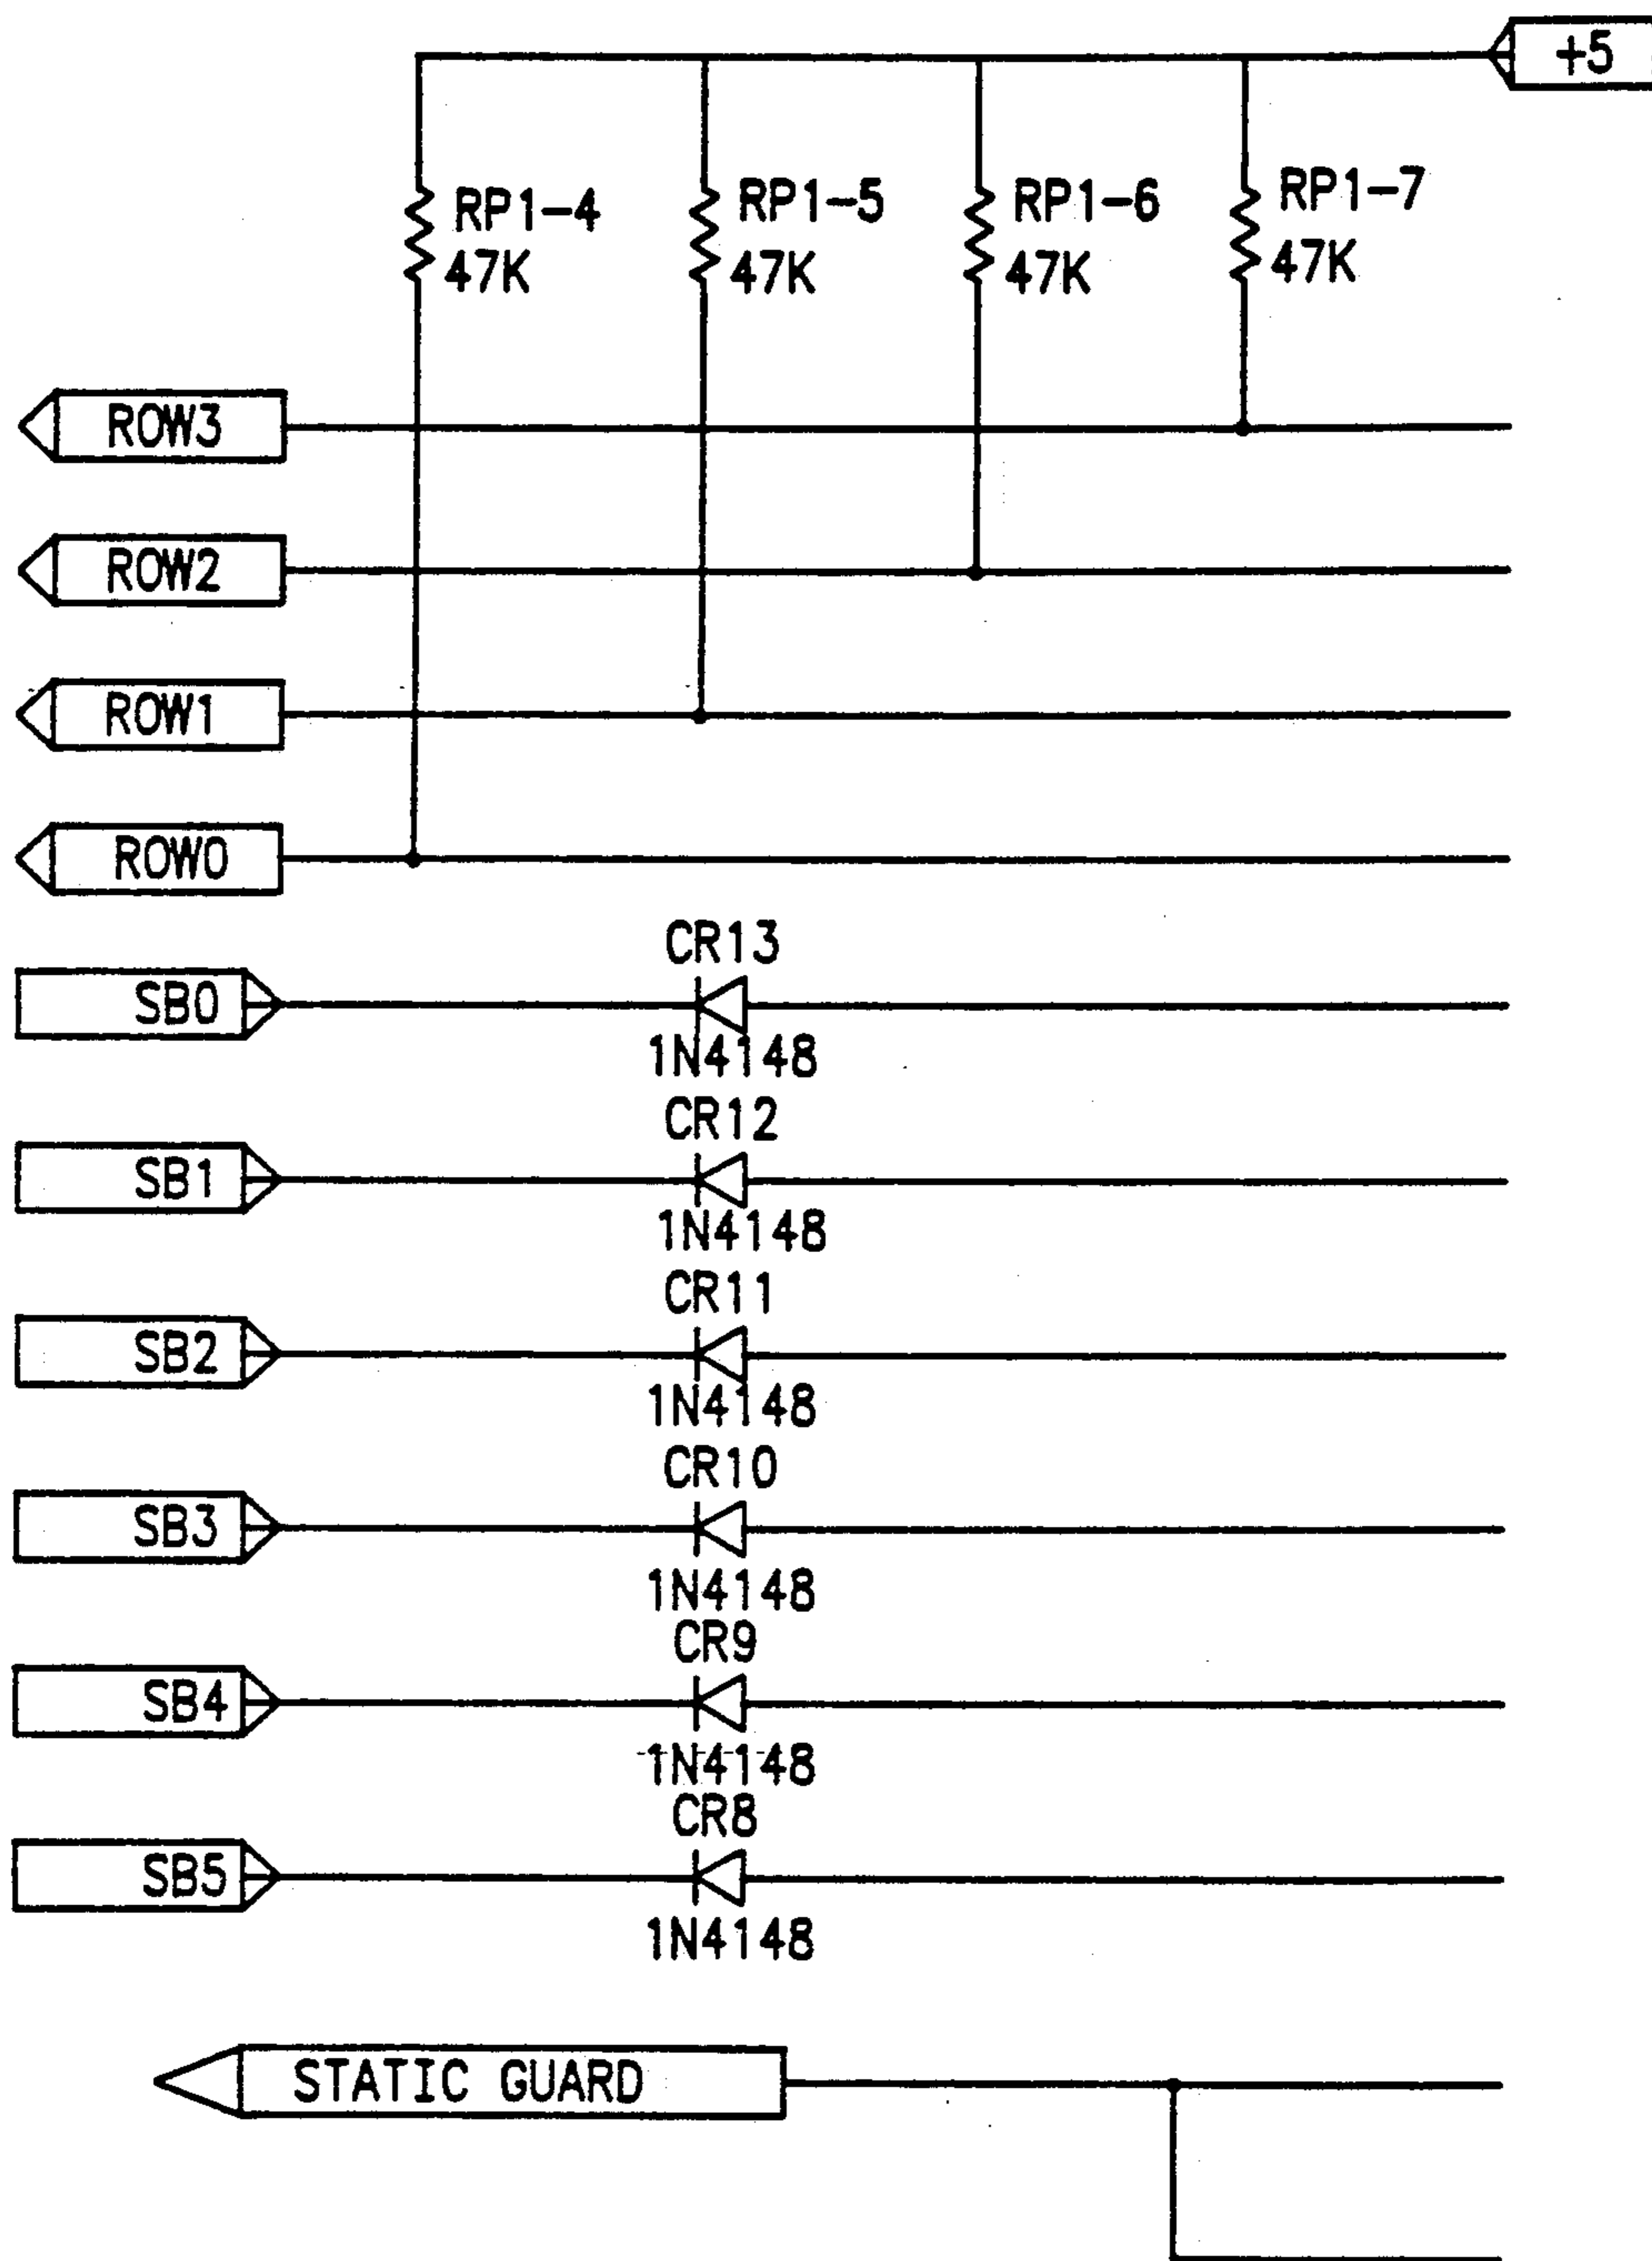 +5
RP1-4 RP1-5 RP1-6 RP1-7
47K 47K 47K 47K
ROW3
ROW2
ROW1
ROW0
CR13
SB0
1N4148
CR12
SB1
1N4148
CR11
SB2
1N4148
CR10
SB3
1N4148
CR9
SB4
1N4148
CR8
SB5
1N4148
STATIC GUARD